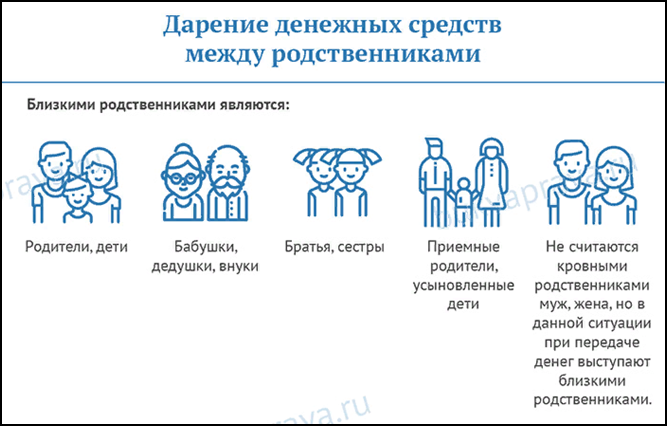 Дарение денежных средств
между родственниками
Близкими родственниками являются:
Родители, дети
Бабушки,
дедушки, внуки
Братья, сестры
Приемные
родители,
усыновленные
дети
Не считаются
кровными
родственниками
муж, жена, но в
данной ситуации
при передаче
денег выступают
близкими
родственниками.